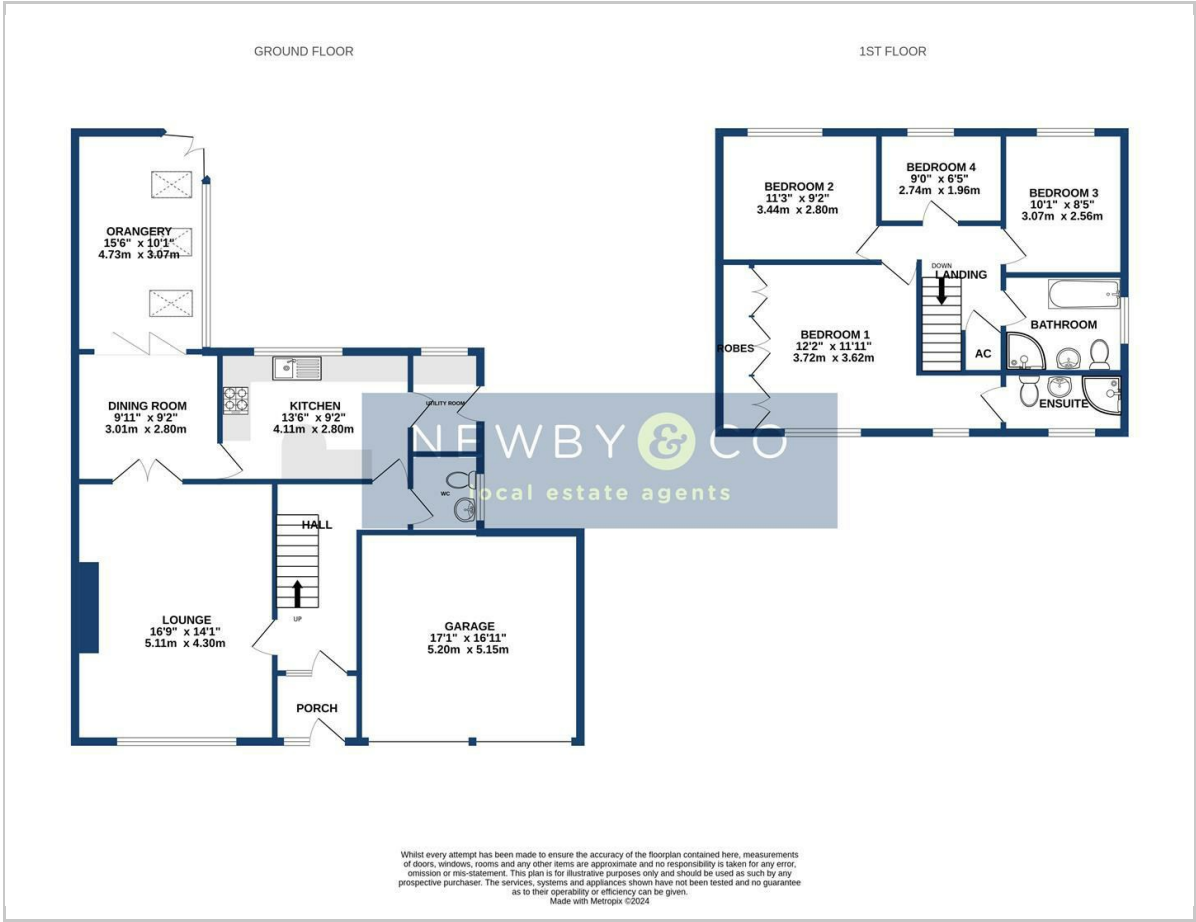 GROUND FLOOR
1ST FLOOR
ORANGERY
15'6" x 10'1"
4.73m x 3.07m
DINING ROOM
9'11" x 9'2"
3.01m x 2.80m
KITCHEN
13'6" x 9'2"
4.11m x 2.80m
UTILITY ROOM
WC
HALL
UP
LOUNGE
16'9" x 14'1"
5.11m x 4.30m
PORCH
GARAGE
17'1" x 16'11"
5.20m x 5.15m
BEDROOM 2
11'3" x 9'2"
3.44m x 2.80m
BEDROOM 4
9'0" x 6'5"
2.74m x 1.96m
BEDROOM 3
10'1" x 8'5"
3.07m x 2.56m
DOWN
LANDING
BATHROOM
ROBES
BEDROOM 1
12'2" x 11'11"
3.72m x 3.62m
AC
ENSUITE
NEWBY & CO
local estate agents
Whilst every attempt has been made to ensure the accuracy of the floorplan contained here, measurements
of doors, windows, rooms and any other items are approximate and no responsibility is taken for any error,
omission or mis-statement. This plan is for illustrative purposes only and should be used as such by any
prospective purchaser. The services, systems and appliances shown have not been tested and no guarantee
as to their operability or efficiency can be given.
Made with Metropix ©2024